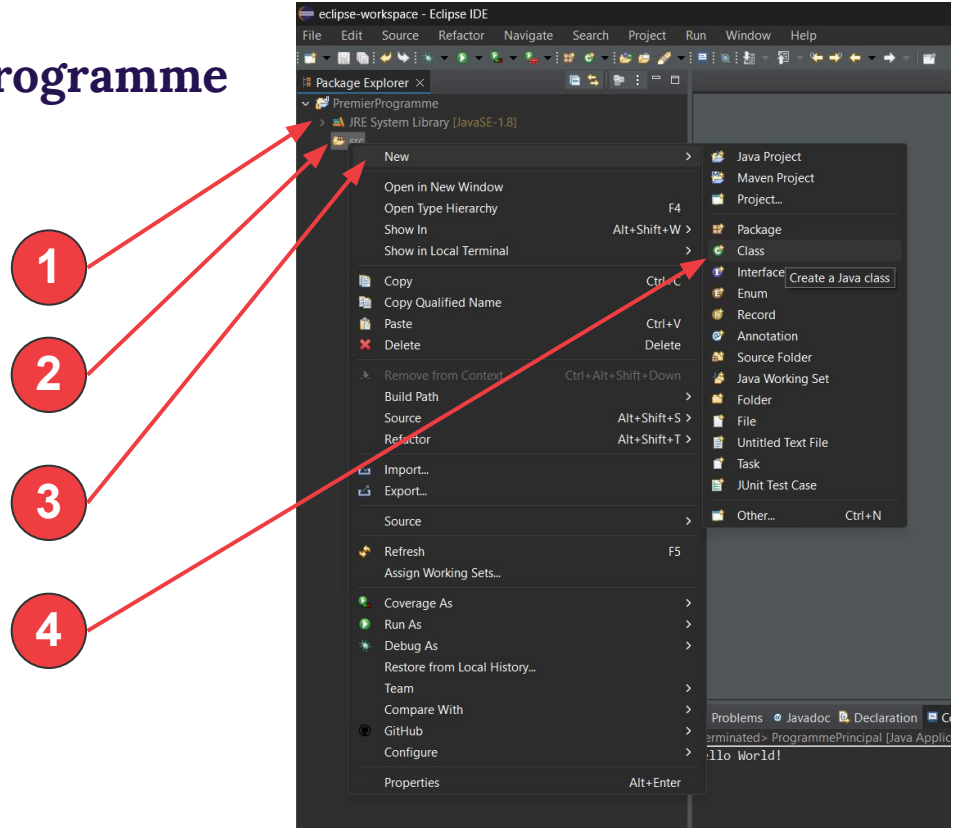 rogramme
eclipse-workspace - Eclipse IDE
File Edit Source Refactor Navigate Search Project Run Window Help
Package Explorer
PremierProgramme
JRE System Library [JavaSE-1.8]
src
New
Open in New Window
Open Type Hierarchy F4
Show In Alt+Shift+W
Show in Local Terminal
Copy Ctrl+C
Copy Qualified Name
Paste Ctrl+V
Delete Delete
Remove from Context Ctrl+Alt+Shift+Down
Build Path
Source Alt+Shift+S
Refactor Alt+Shift+T
Import...
Export...
Source
Refresh F5
Assign Working Sets...
Coverage As
Run As
Debug As
Restore from Local History...
Team
Compare With
GitHub
Configure
Properties Alt+Enter
Java Project
Maven Project
Project...
Package
Class
Interface
Create a Java class
Enum
Record
Annotation
Source Folder
Java Working Set
Folder
File
Untitled Text File
Task
JUnit Test Case
Other... Ctrl+N
Problems Javadoc Declaration Co
erminated> ProgrammePrincipal [Java Applic
llo World!
1
2
3
4